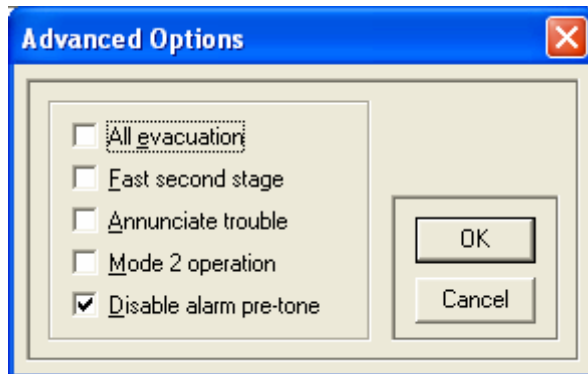 Advanced Options
All evacuation
Fast second stage
Annunciate trouble
Mode 2 operation
Disable alarm pre-tone
OK
Cancel